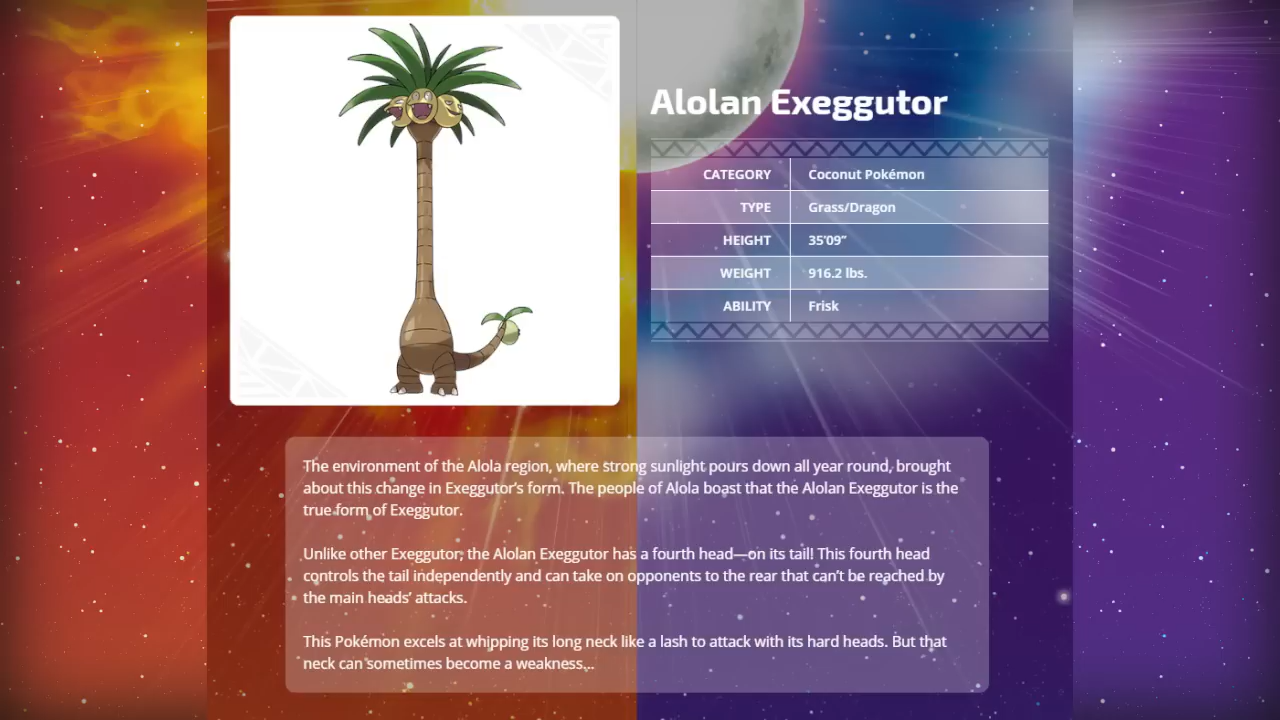 Alolan Exeggutor
CATEGORY Coconut Pokémon
TYPE Grass/Dragon
HEIGHT 35'09"
WEIGHT 916.2 lbs.
ABILITY Frisk
The environment of the Alola region, where strong sunlight pours down all year round, brought
about this change in Exeggutor's form. The people of Alola boast that the Alolan Exeggutor is the
true form of Exeggutor.
Unlike other Exeggutor, the Alolan Exeggutor has a fourth head—on its tail! This fourth head
controls the tail independently and can take on opponents to the rear that can't be reached by
the main heads' attacks.
This Pokémon excels at whipping its long neck like a lash to attack with its hard heads. But that
neck can sometimes become a weakness...